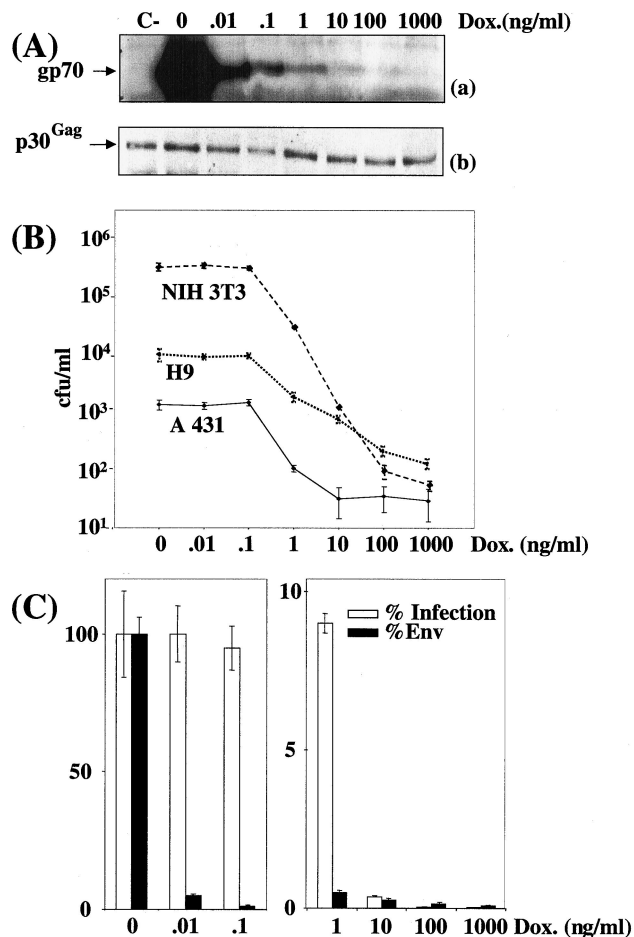 C- 0 .01 .1 1 10 100 1000 Dox.(ng/ml)
(A)
gp70
(a)
p30Gag
(b)
(B)
10⁶
10⁵
10⁴
10³
10²
10¹
cfu/ml
NIH 3T3
H9
A 431
0 .01 .1 1 10 100 1000 Dox. (ng/ml)
(C)
100
50
0
0 .01 .1
10
5
0
% Infection
%Env
1 10 100 1000 Dox. (ng/ml)